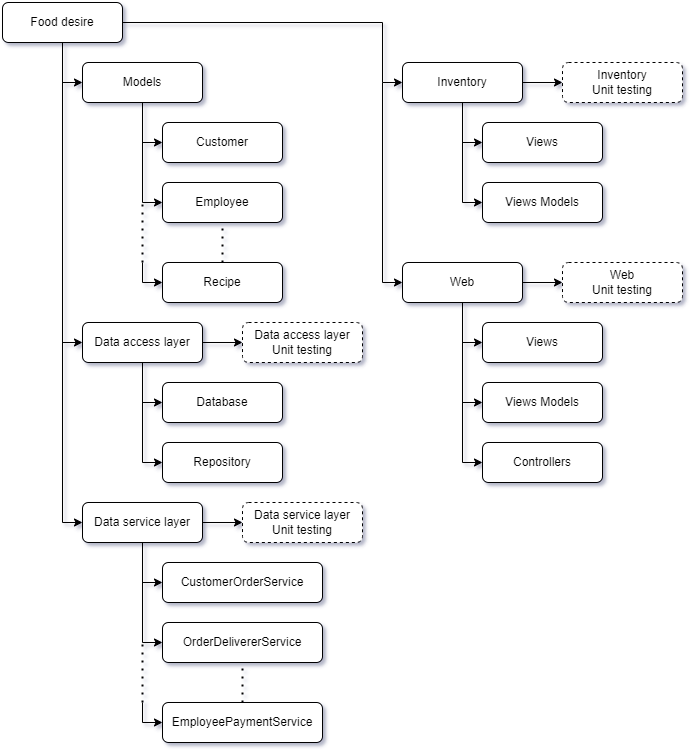 Food desire
Models
Customer
Employee
Recipe
Data access layer
Data access layer
Unit testing
Database
Repository
Data service layer
Data service layer
Unit testing
CustomerOrderService
OrderDelivererService
EmployeePaymentService
Inventory
Inventory
Unit testing
Views
Views Models
Web
Web
Unit testing
Views
Views Models
Controllers